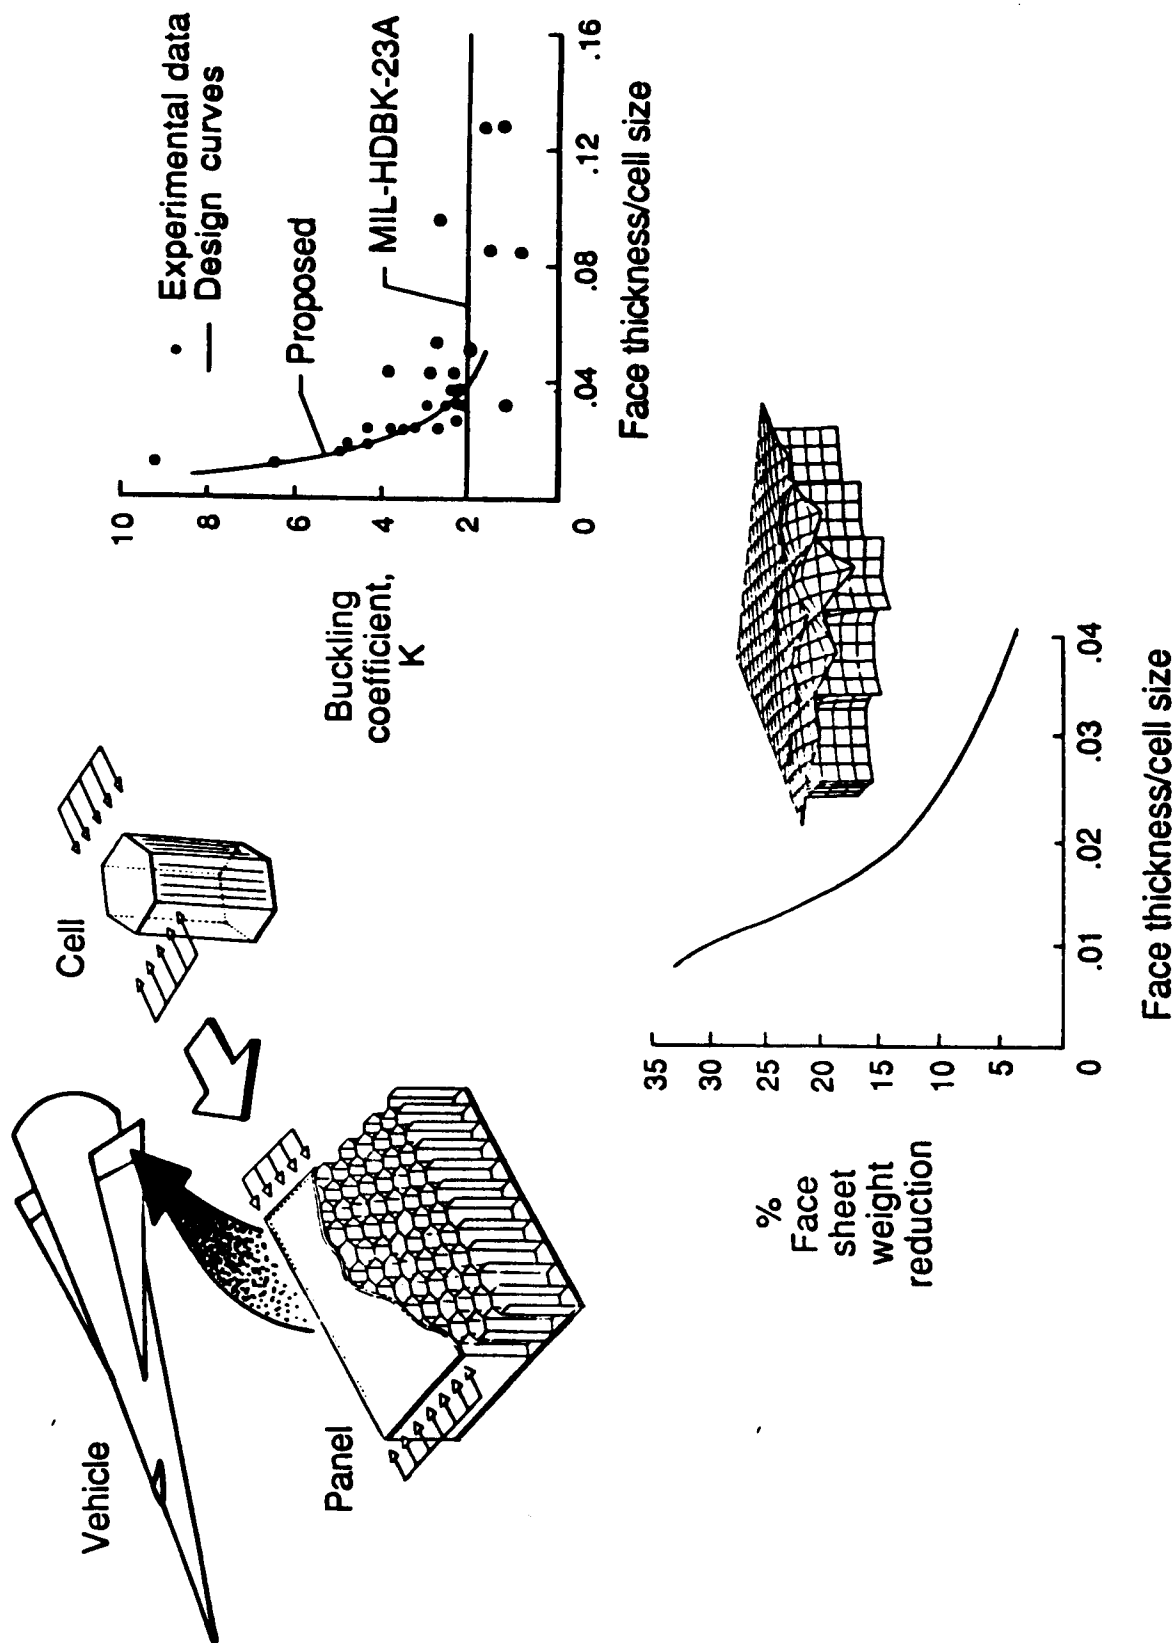 Vehicle
Cell
Panel
• Experimental data
— Design curves
Proposed
MIL-HDBK-23A
10
8
6
4
2
0
.04
.08
.12
.16
Buckling
coefficient,
K
Face thickness/cell size
35
30
25
20
15
10
5
0
.01
.02
.03
.04
%
Face
sheet
weight
reduction
Face thickness/cell size